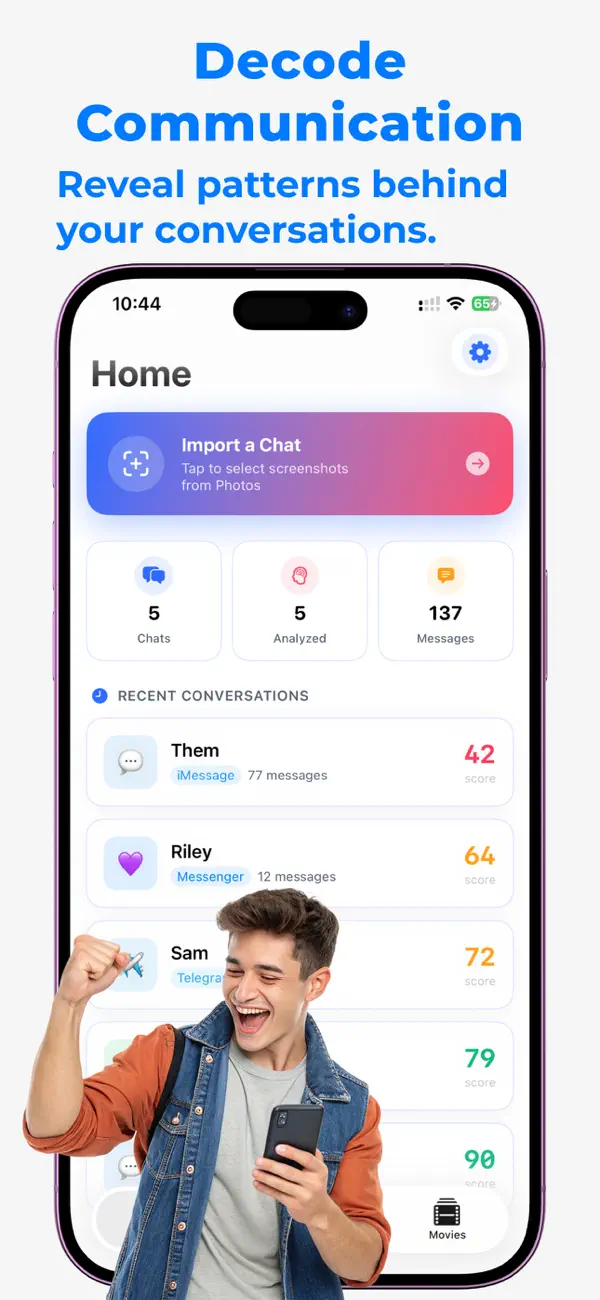 Decode
Communication
Reveal patterns behind
your conversations.
10:44
65
Home
Import a Chat
Tap to select screenshots
from Photos
5
Chats
5
Analyzed
137
Messages
RECENT CONVERSATIONS
Them
iMessage 77 messages
42
score
Riley
Messenger 12 messages
64
score
Sam
72
score
79
score
90
score
Movies